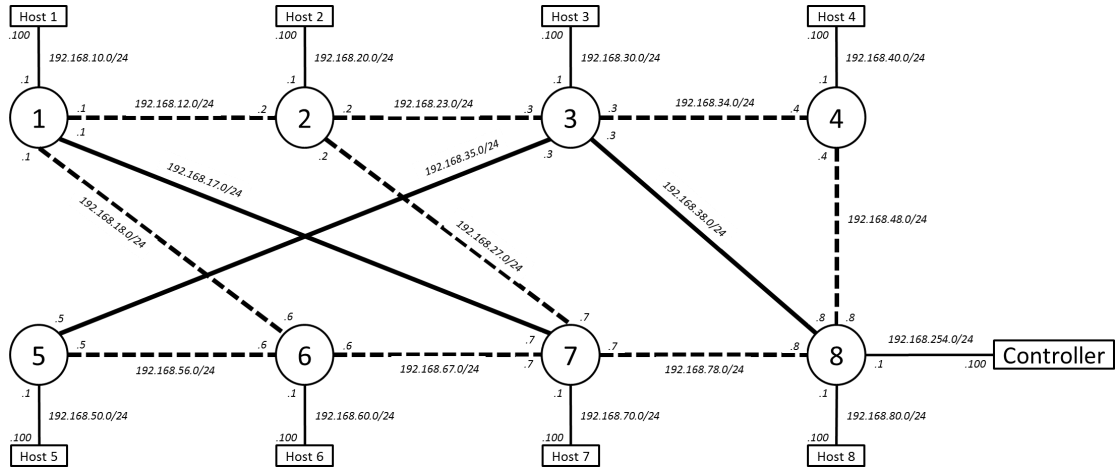 Host 1 Host 2 Host 3 Host 4
.100 .100 .100 .100
192.168.10.0/24 192.168.20.0/24 192.168.30.0/24 192.168.40.0/24
.1 .1 .1 .1
1 .1 192.168.12.0/24 .2 2 .2 192.168.23.0/24 .3 3 .3 192.168.34.0/24 .4 4
.1 .3
.1 .2 .3 .4
192.168.17.0/24 192.168.35.0/24
192.168.18.0/24 192.168.27.0/24 192.168.38.0/24 192.168.48.0/24
.5 .6 .7 .8 .8
5 .5 192.168.56.0/24 .6 6 .6 192.168.67.0/24 .7 7 .7 192.168.78.0/24 .8 8 192.168.254.0/24 Controller
.7 .1 .100
.1 .1 .1 .1
192.168.50.0/24 192.168.60.0/24 192.168.70.0/24 192.168.80.0/24
.100 .100 .100 .100
Host 5 Host 6 Host 7 Host 8